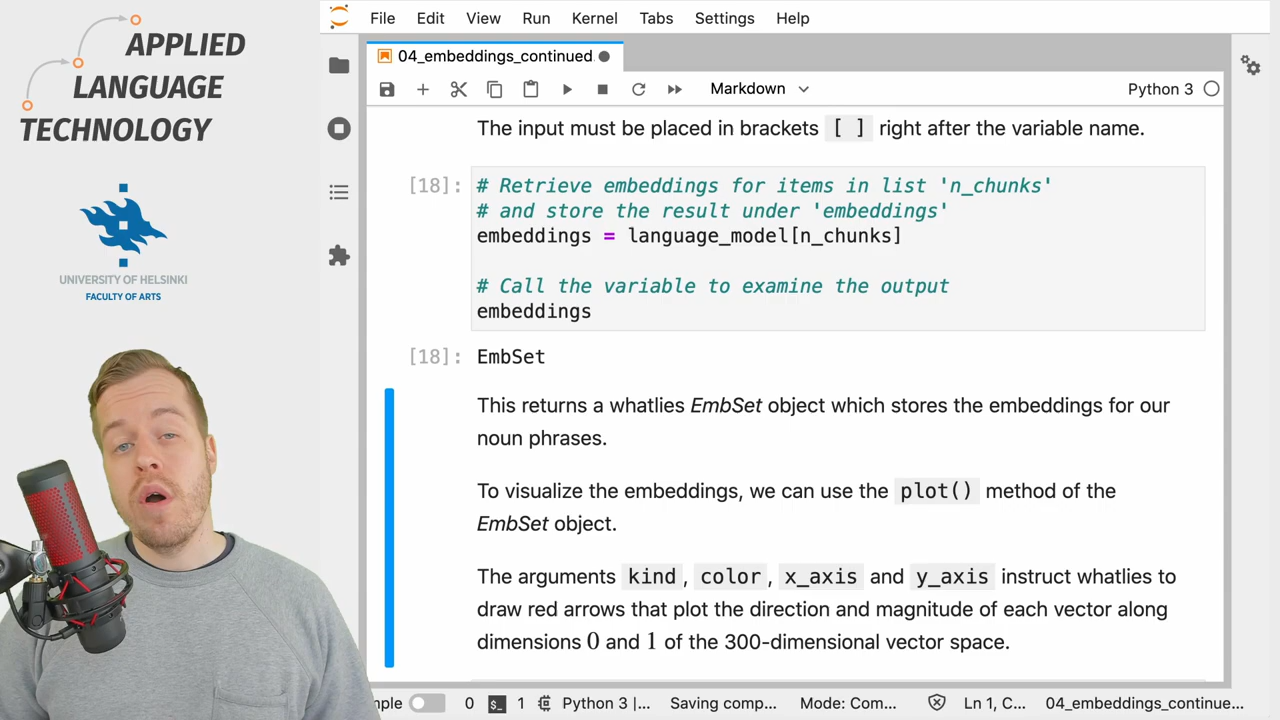 APPLIED
LANGUAGE
TECHNOLOGY
UNIVERSITY OF HELSINKI
FACULTY OF ARTS
File Edit View Run Kernel Tabs Settings Help
04_embeddings_continued
Markdown
Python 3
The input must be placed in brackets [ ] right after the variable name.
[18]: # Retrieve embeddings for items in list 'n_chunks'
# and store the result under 'embeddings'
embeddings = language_model[n_chunks]
# Call the variable to examine the output
embeddings
[18]: EmbSet
This returns a whatlies EmbSet object which stores the embeddings for our
noun phrases.
To visualize the embeddings, we can use the plot() method of the
EmbSet object.
The arguments kind, color, x_axis and y_axis instruct whatlies to
draw red arrows that plot the direction and magnitude of each vector along
dimensions 0 and 1 of the 300-dimensional vector space.
mple 0 $_ 1 Python 3 |... Saving comp... Mode: Com... Ln 1, C... 04_embeddings_continue...